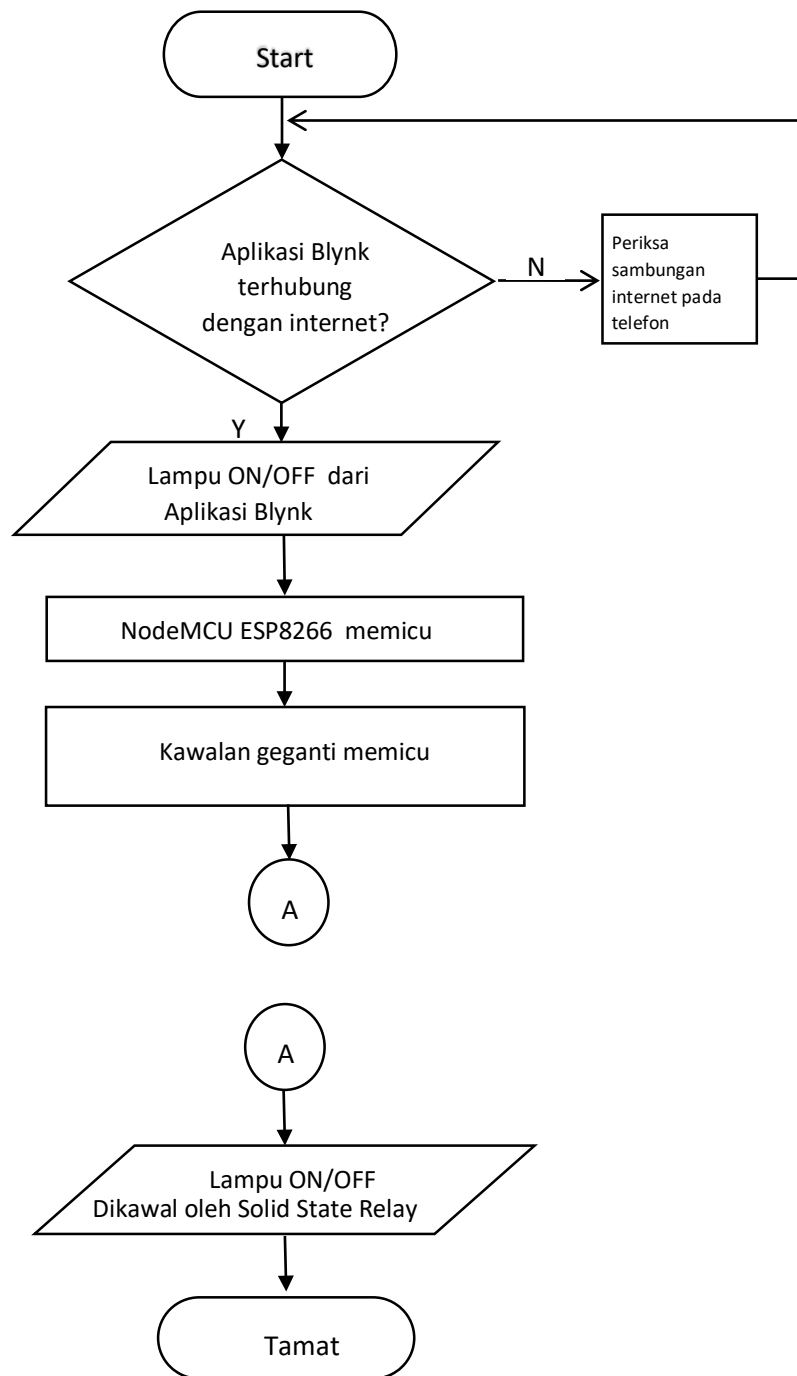 Start
Aplikasi Blynk
terhubung
dengan internet?
N
Periksa
sambungan
internet pada
telefon
Y
Lampu ON/OFF dari
Aplikasi Blynk
NodeMCU ESP8266 memicu
Kawalan geganti memicu
A
A
Lampu ON/OFF
Dikawal oleh Solid State Relay
Tamat